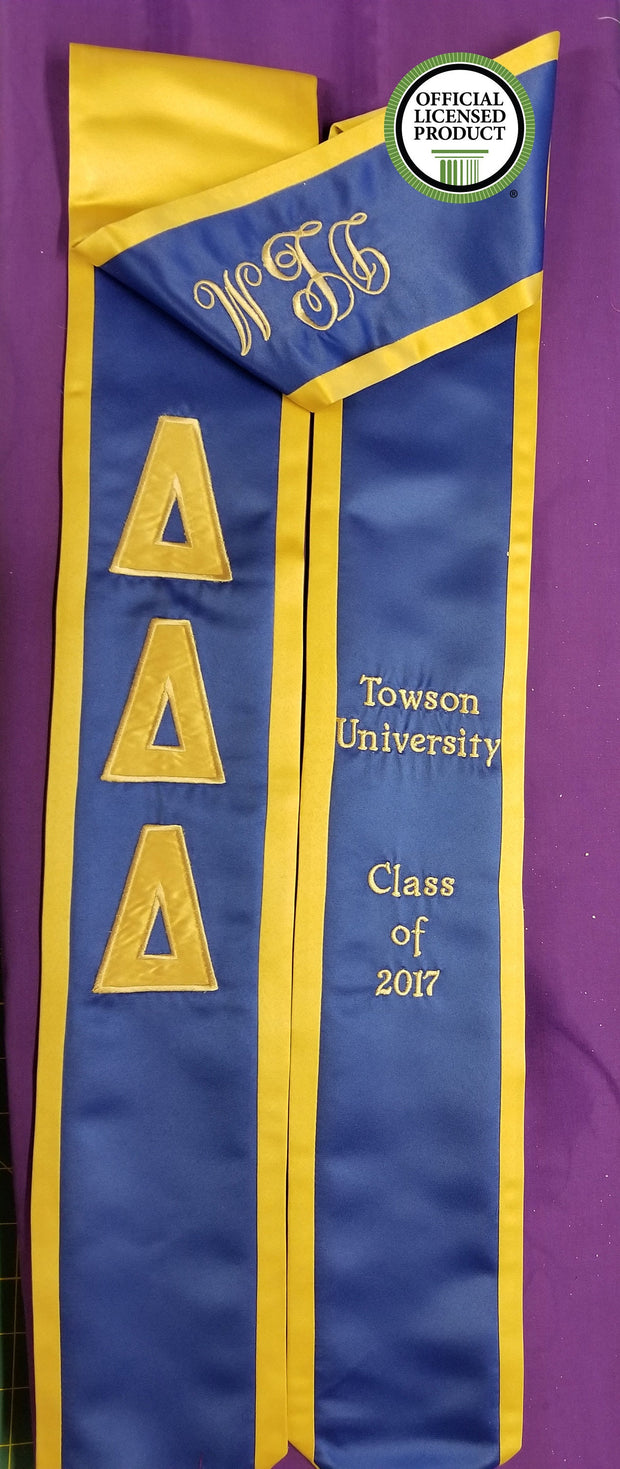 OFFICIAL
LICENSED
PRODUCT
®
Δ
Δ
Δ
Towson
University
Class
of
2017